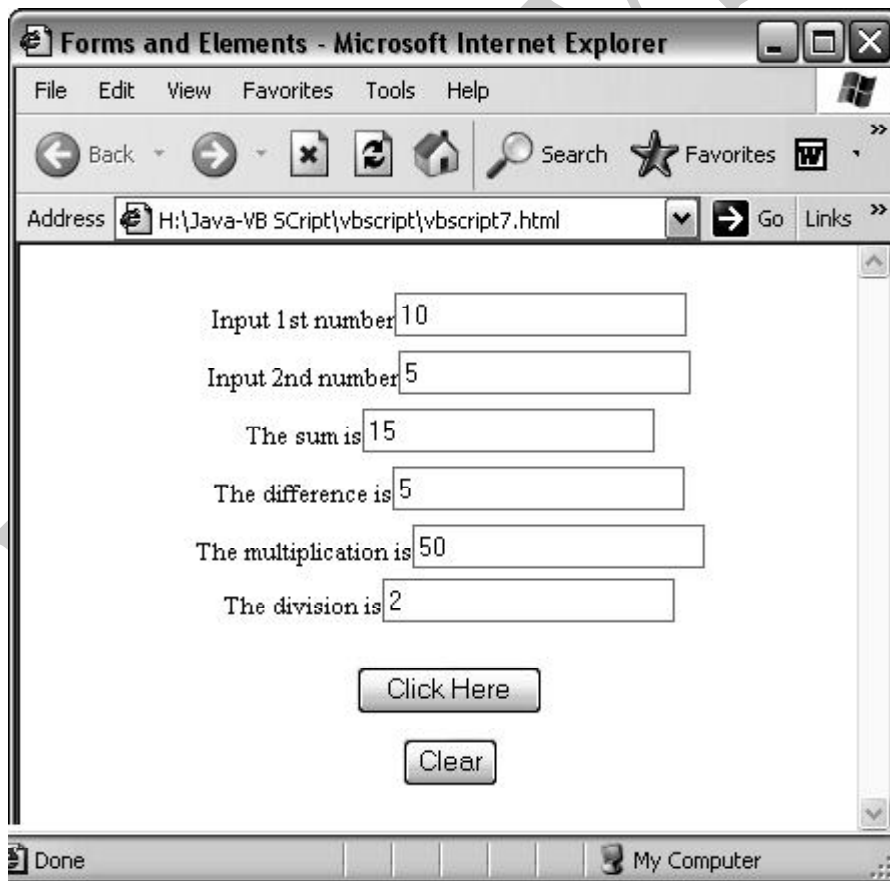 Forms and Elements - Microsoft Internet Explorer
File Edit View Favorites Tools Help
Back Search Favorites
Address H:\Java-VB SCript\vbscript\vbscript7.html Go Links
Input 1st number 10
Input 2nd number 5
The sum is 15
The difference is 5
The multiplication is 50
The division is 2
Click Here
Clear
Done My Computer